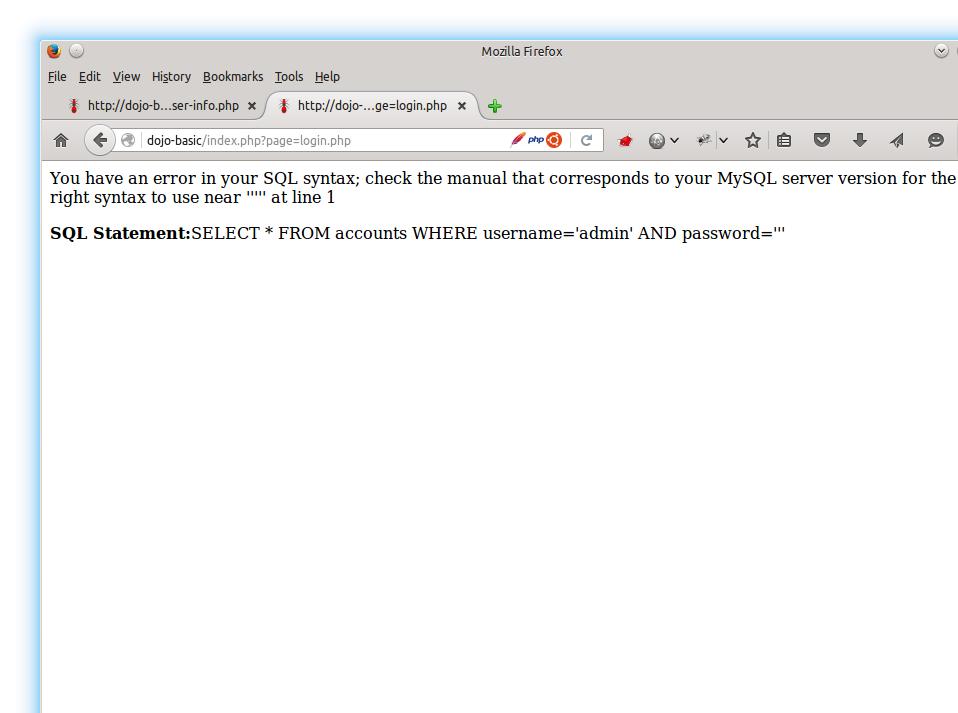 Mozilla Firefox
File Edit View History Bookmarks Tools Help
http://dojo-b...ser-info.php http://dojo-...ge=login.php
dojo-basic/index.php?page=login.php php
You have an error in your SQL syntax; check the manual that corresponds to your MySQL server version for the
right syntax to use near ''''' at line 1
SQL Statement:SELECT * FROM accounts WHERE username='admin' AND password='''